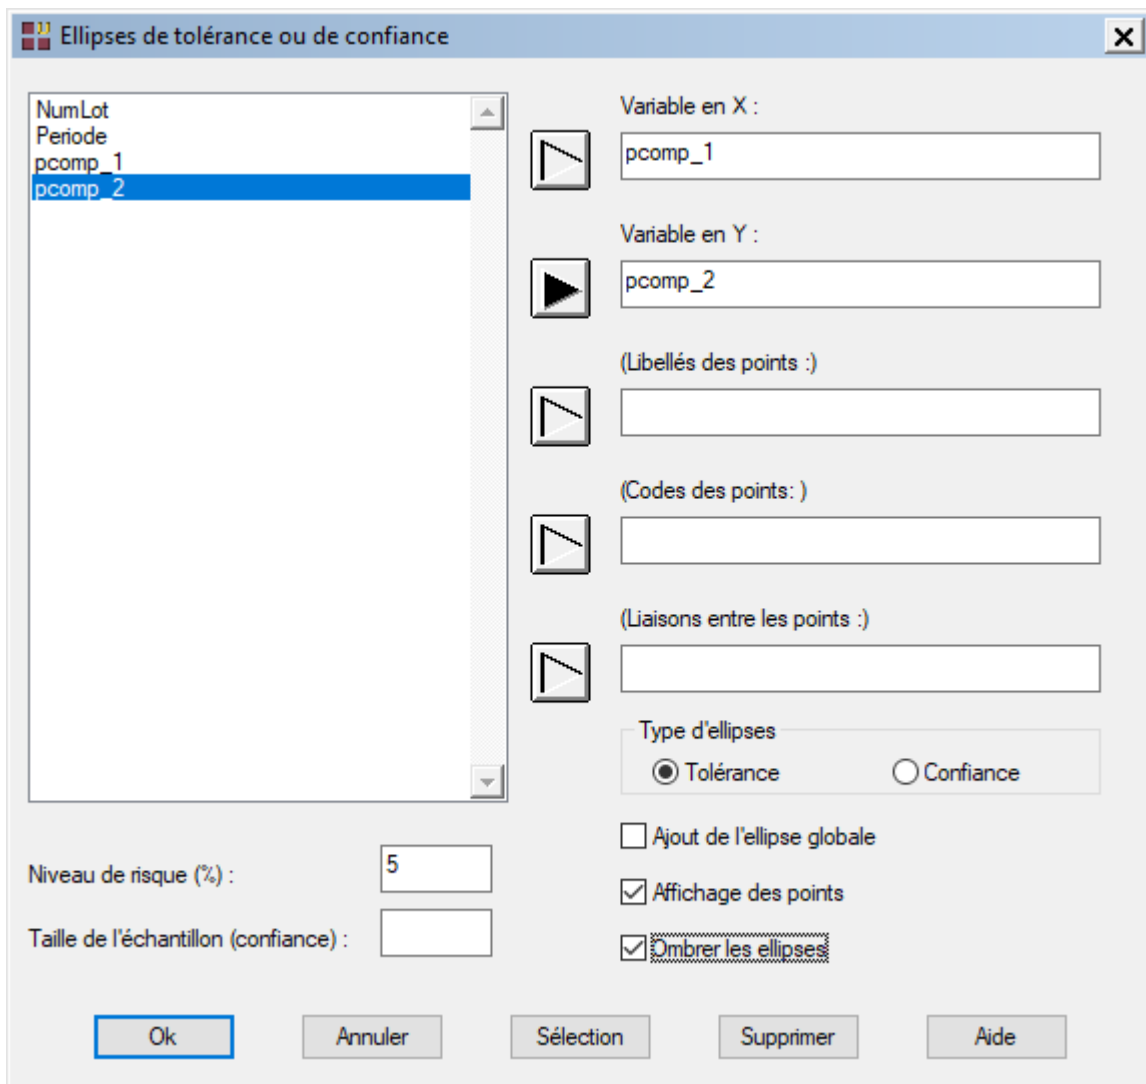 Ellipses de tolérance ou de confiance
NumLot
Periode
pcomp_1
pcomp_2
Variable en X :
pcomp_1
Variable en Y :
pcomp_2
(Libellés des points :)
(Codes des points: )
(Liaisons entre les points :)
Type d'ellipses
Tolérance
Confiance
Ajout de l'ellipse globale
Affichage des points
Ombrer les ellipses
Niveau de risque (%) :
5
Taille de l'échantillon (confiance) :
Ok
Annuler
Sélection
Supprimer
Aide